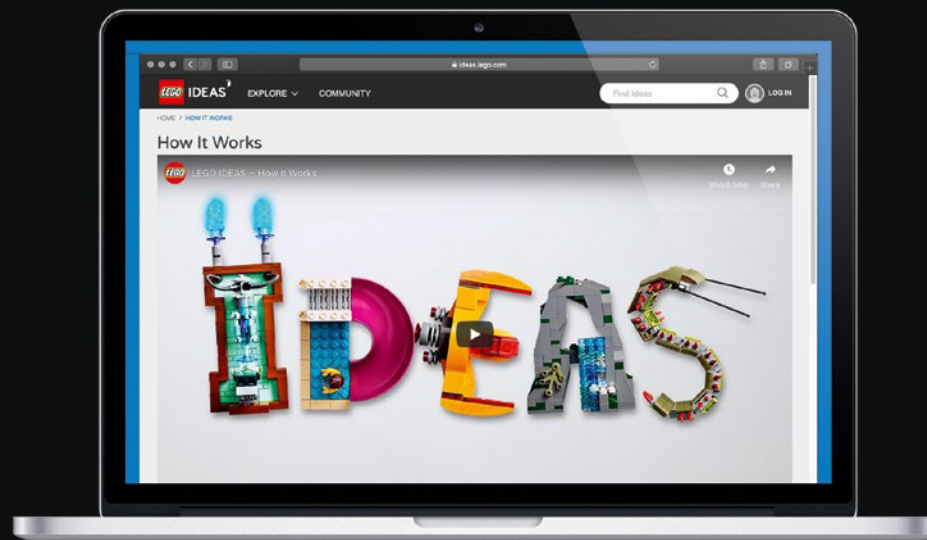 ideas.lego.com
LEGO IDEAS EXPLORE COMMUNITY Find Ideas LOG IN
HOME / HOW IT WORKS
How It Works
LEGO LEGO IDEAS – How It Works
Watch later Share
IDEAS